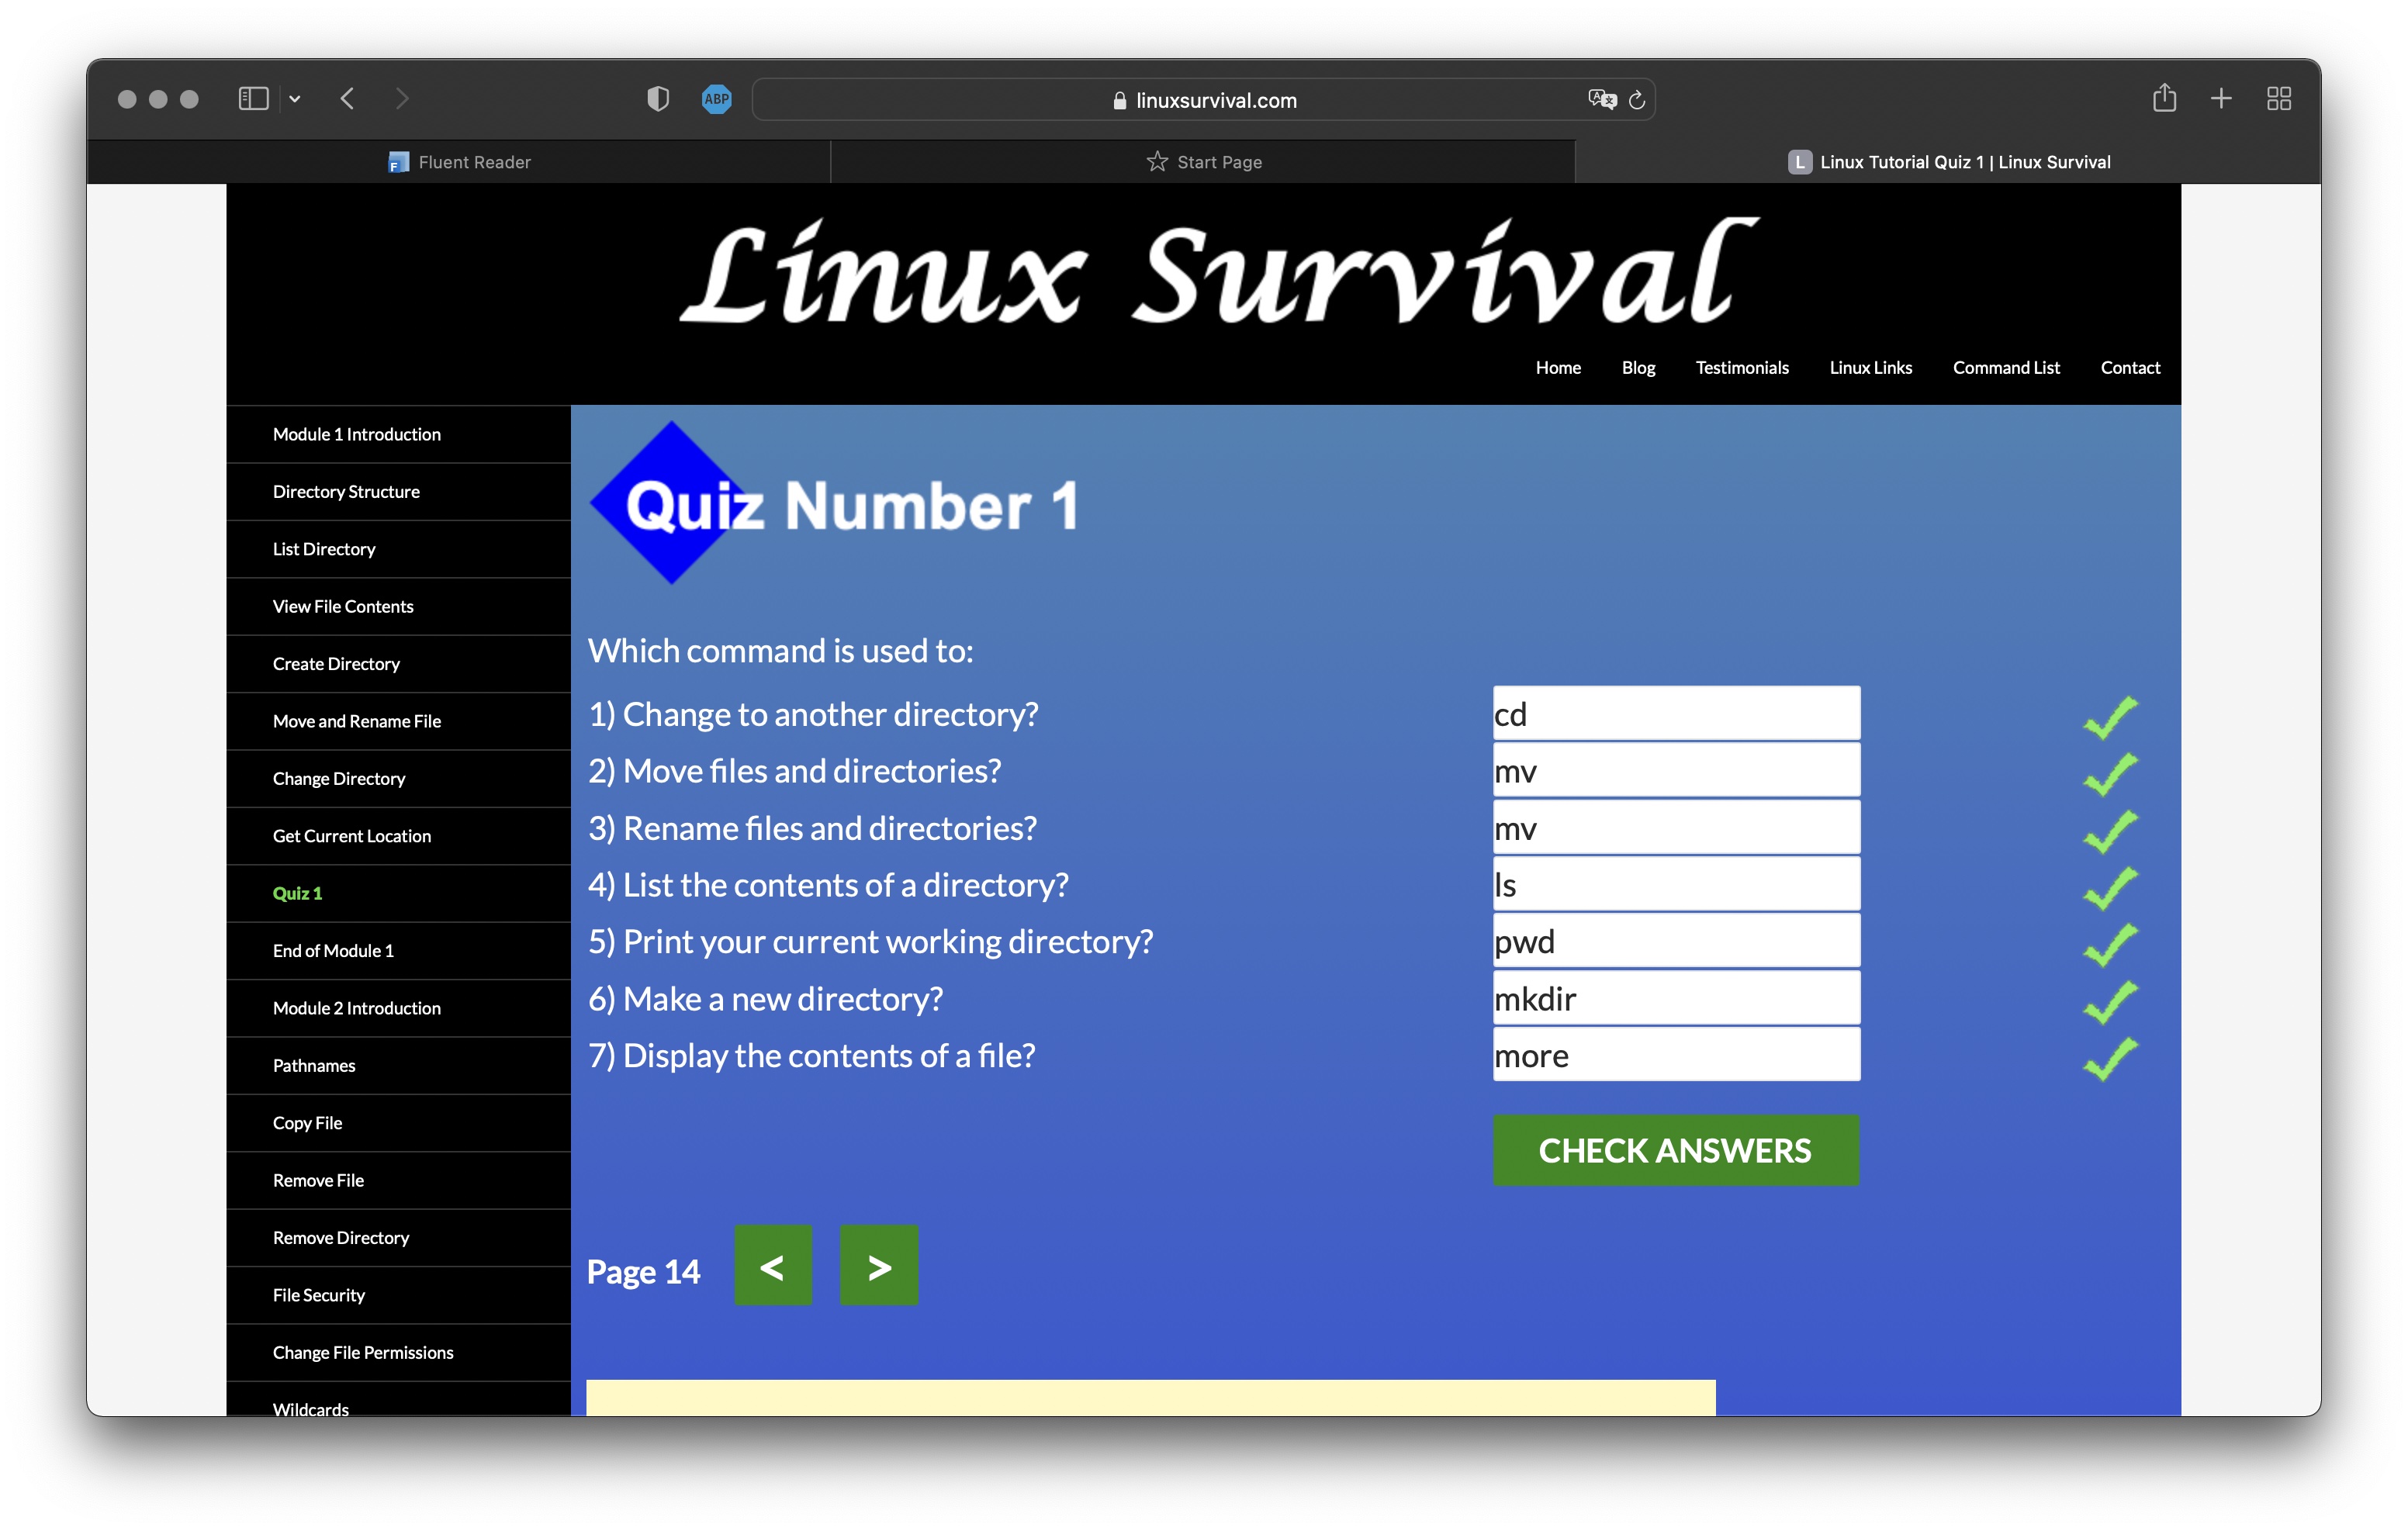 ABP
linuxsurvival.com
Fluent Reader
Start Page
L Linux Tutorial Quiz 1 | Linux Survival
Linux Survival
Home Blog Testimonials Linux Links Command List Contact
Module 1 Introduction
Directory Structure
List Directory
View File Contents
Create Directory
Move and Rename File
Change Directory
Get Current Location
Quiz 1
End of Module 1
Module 2 Introduction
Pathnames
Copy File
Remove File
Remove Directory
File Security
Change File Permissions
Wildcards
Quiz Number 1
Which command is used to:
1) Change to another directory? cd
2) Move files and directories? mv
3) Rename files and directories? mv
4) List the contents of a directory? ls
5) Print your current working directory? pwd
6) Make a new directory? mkdir
7) Display the contents of a file? more
CHECK ANSWERS
Page 14 < >